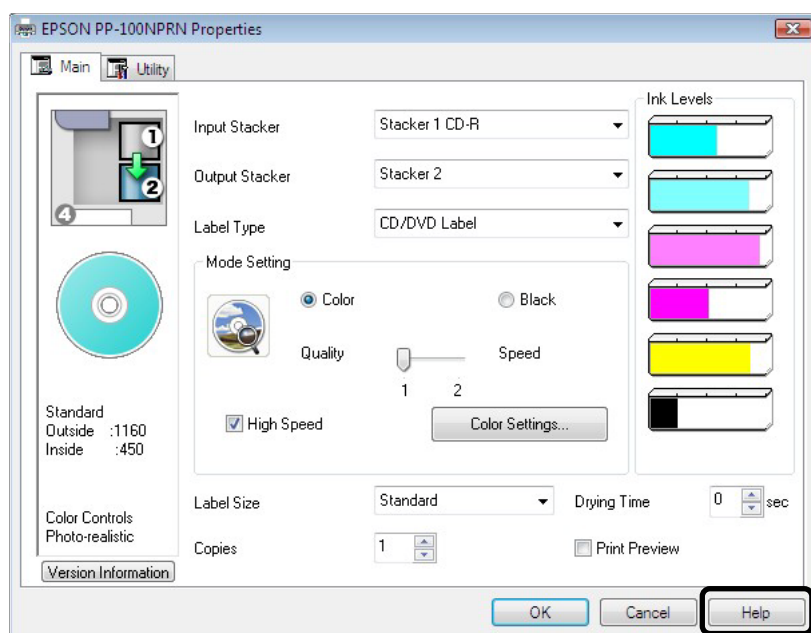 EPSON PP-100NPRN Properties
Main
Utility
1
2
4
Standard
Outside :1160
Inside :450
Color Controls
Photo-realistic
Version Information
Input Stacker Stacker 1 CD-R
Output Stacker Stacker 2
Label Type CD/DVD Label
Mode Setting
Color Black
Quality Speed
1 2
High Speed Color Settings...
Label Size Standard Drying Time 0 sec
Copies 1 Print Preview
Ink Levels
OK Cancel Help